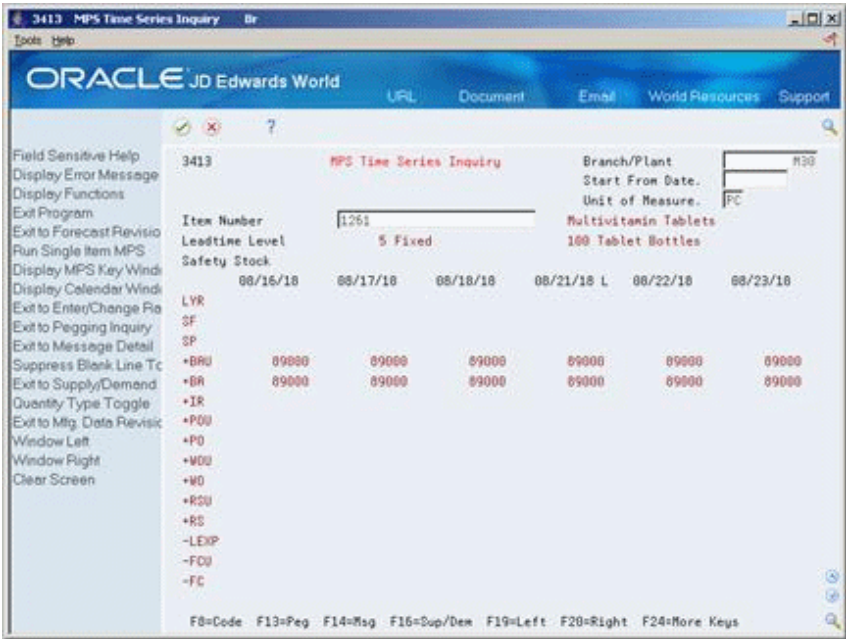 3413 MPS Time Series Inquiry Br
Tools Help
ORACLE JD Edwards World
URL Document Email World Resources Support
?
Field Sensitive Help
Display Error Message
Display Functions
Exit Program
Exit to Forecast Revisio
Run Single Item MPS
Display MPS Key Windo
Display Calendar Windo
Exit to Enter/Change Ra
Exit to Pegging Inquiry
Exit to Message Detail
Suppress Blank Line To
Exit to Supply/Demand
Quantity Type Toggle
Exit to Mfg. Data Revisio
Window Left
Window Right
Clear Screen
3413 MPS Time Series Inquiry Branch/Plant M30
Start From Date.
Unit of Measure. PC
Item Number 1261 Multivitamin Tablets
Leadtime Level 5 Fixed 100 Tablet Bottles
Safety Stock
08/16/18 08/17/18 08/18/18 08/21/18 L 08/22/18 08/23/18
LYR
SF
SP
+BAU 89000 89000 89000 89000 89000 89000
+BA 89000 89000 89000 89000 89000 89000
+IR
+POU
+PO
+WOU
+WO
+RSU
+RS
-LEXP
-FCU
-FC
F8=Code F13=Peg F14=Msg F16=Sup/Dem F19=Left F20=Right F24=More Keys